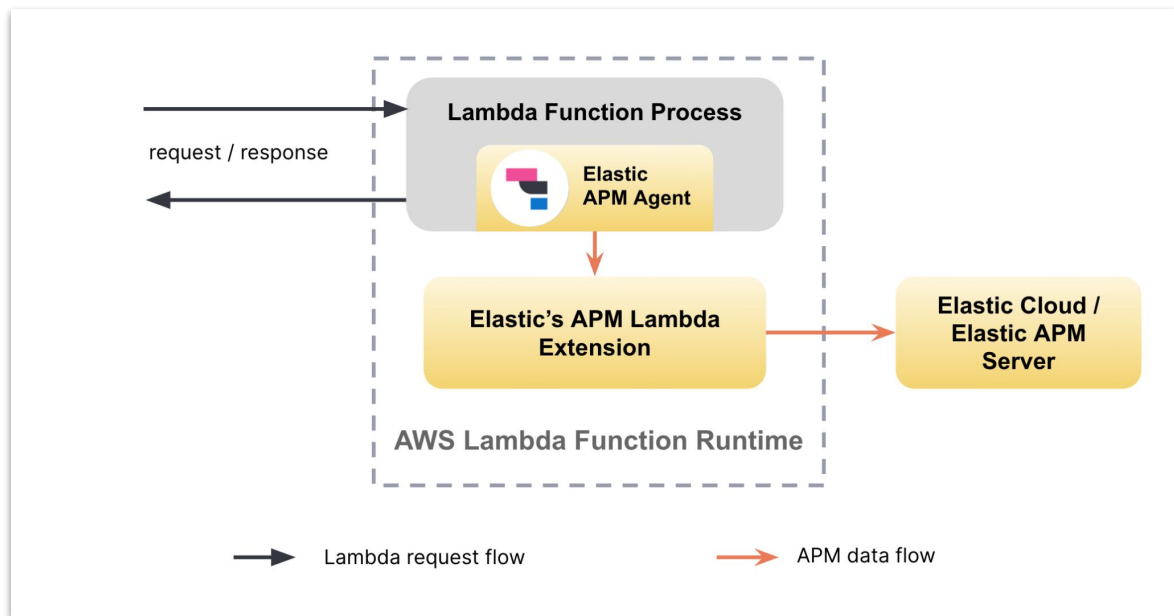 Lambda Function Process
request / response
Elastic
APM Agent
Elastic’s APM Lambda
Extension
Elastic Cloud /
Elastic APM
Server
AWS Lambda Function Runtime
Lambda request flow
APM data flow